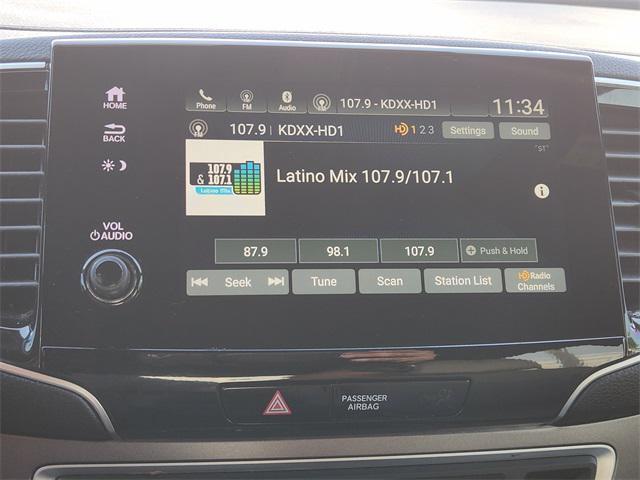 HOME
BACK
VOL
AUDIO
Phone
FM
Audio
107.9 - KDXX-HD1
11:34
FM
107.9 | KDXX-HD1
HD 1 2 3
Settings
Sound
"ST"
107.9
& 107.1
Latino Mix
Latino Mix 107.9/107.1
i
87.9
98.1
107.9
Push & Hold
Seek
Tune
Scan
Station List
HD Radio
Channels
PASSENGER
AIRBAG